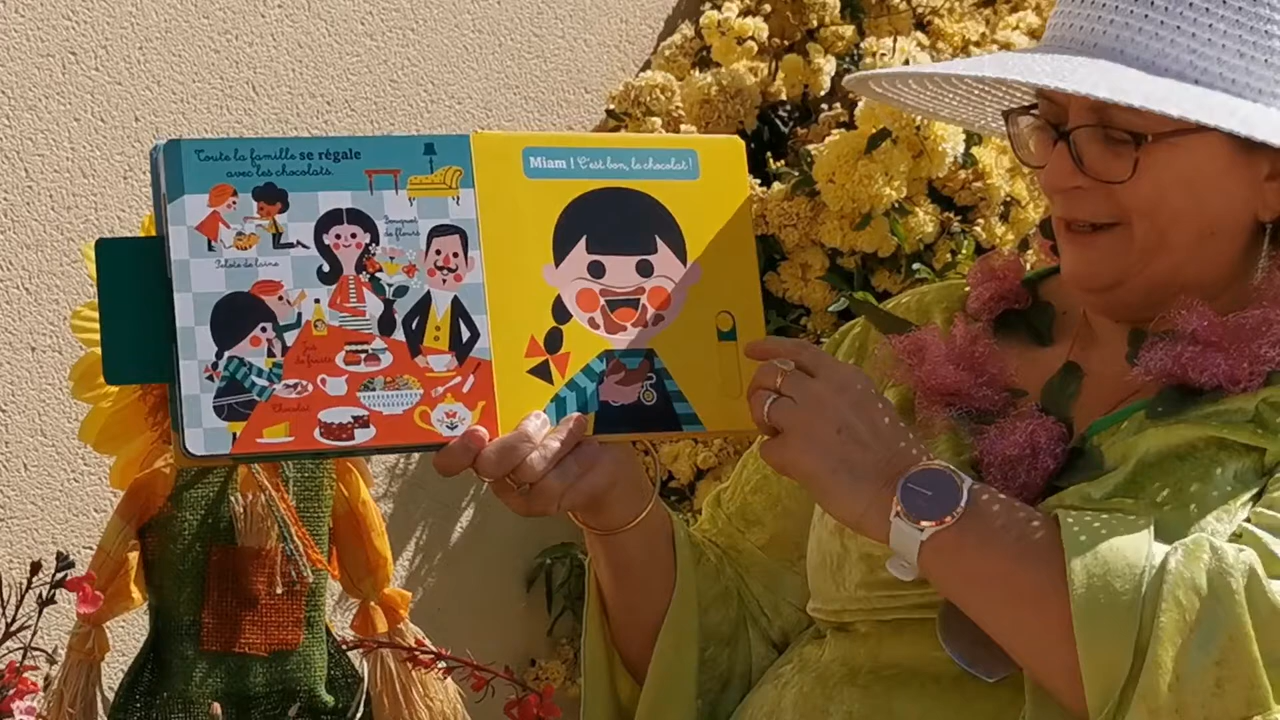 Toute la famille se régale
avec les chocolats.
Bouquet
de fleurs
Pelote de laine
Jus
de fruits
Chocolat
Miam ! C'est bon, le chocolat !